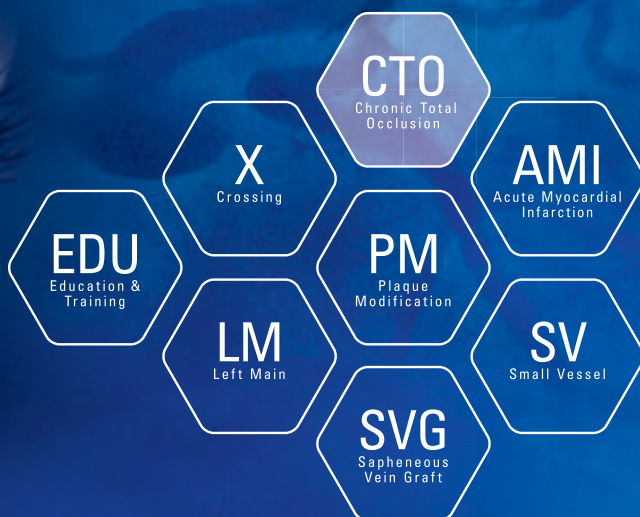 CTO
Chronic Total
Occlusion
X
Crossing
AMI
Acute Myocardial
Infarction
EDU
Education &
Training
PM
Plaque
Modification
LM
Left Main
SV
Small Vessel
SVG
Sapheneous
Vein Graft